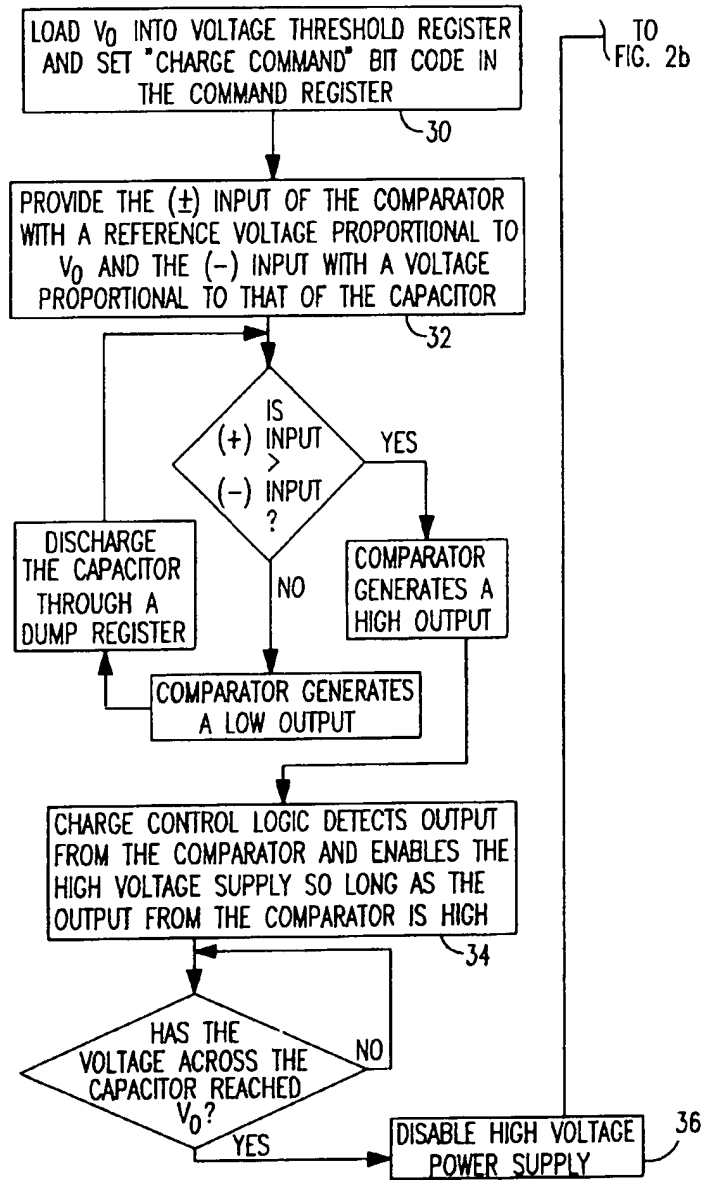 LOAD V0 INTO VOLTAGE THRESHOLD REGISTER
AND SET "CHARGE COMMAND" BIT CODE IN
THE COMMAND REGISTER
30
TO
FIG. 2b
PROVIDE THE (±) INPUT OF THE COMPARATOR
WITH A REFERENCE VOLTAGE PROPORTIONAL TO
V0 AND THE (−) INPUT WITH A VOLTAGE
PROPORTIONAL TO THAT OF THE CAPACITOR
32
IS
(+) INPUT
>
(−) INPUT
?
YES
NO
DISCHARGE
THE CAPACITOR
THROUGH A
DUMP REGISTER
COMPARATOR
GENERATES A
HIGH OUTPUT
COMPARATOR GENERATES
A LOW OUTPUT
CHARGE CONTROL LOGIC DETECTS OUTPUT
FROM THE COMPARATOR AND ENABLES THE
HIGH VOLTAGE SUPPLY SO LONG AS THE
OUTPUT FROM THE COMPARATOR IS HIGH
34
HAS THE
VOLTAGE ACROSS THE
CAPACITOR REACHED
V0?
NO
YES
DISABLE HIGH VOLTAGE
POWER SUPPLY
36